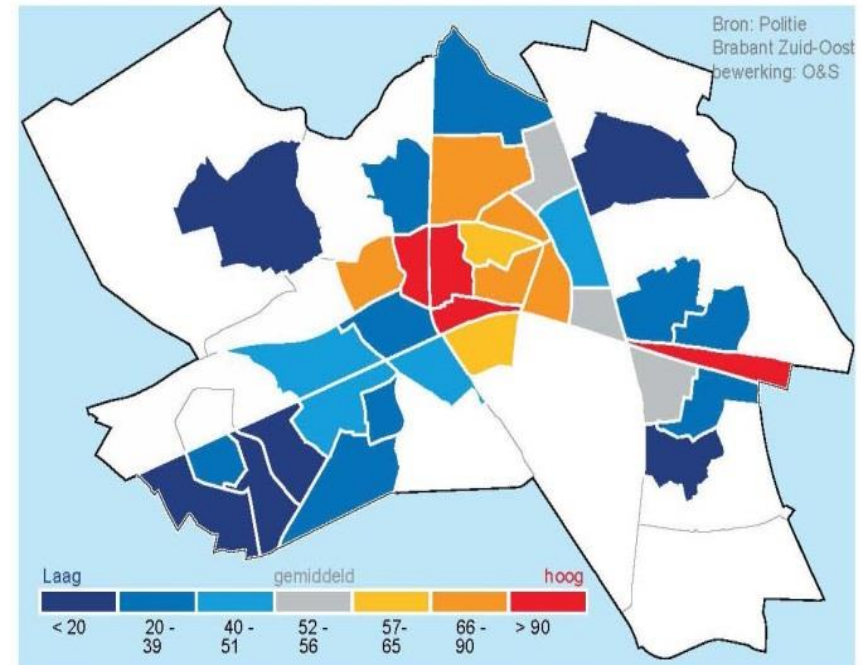 Bron: Politie
Brabant Zuid-Oost
bewerking: O&S
Laag gemiddeld hoog
< 20 20 - 40 - 52 - 57- 66 - > 90
39 51 56 65 90